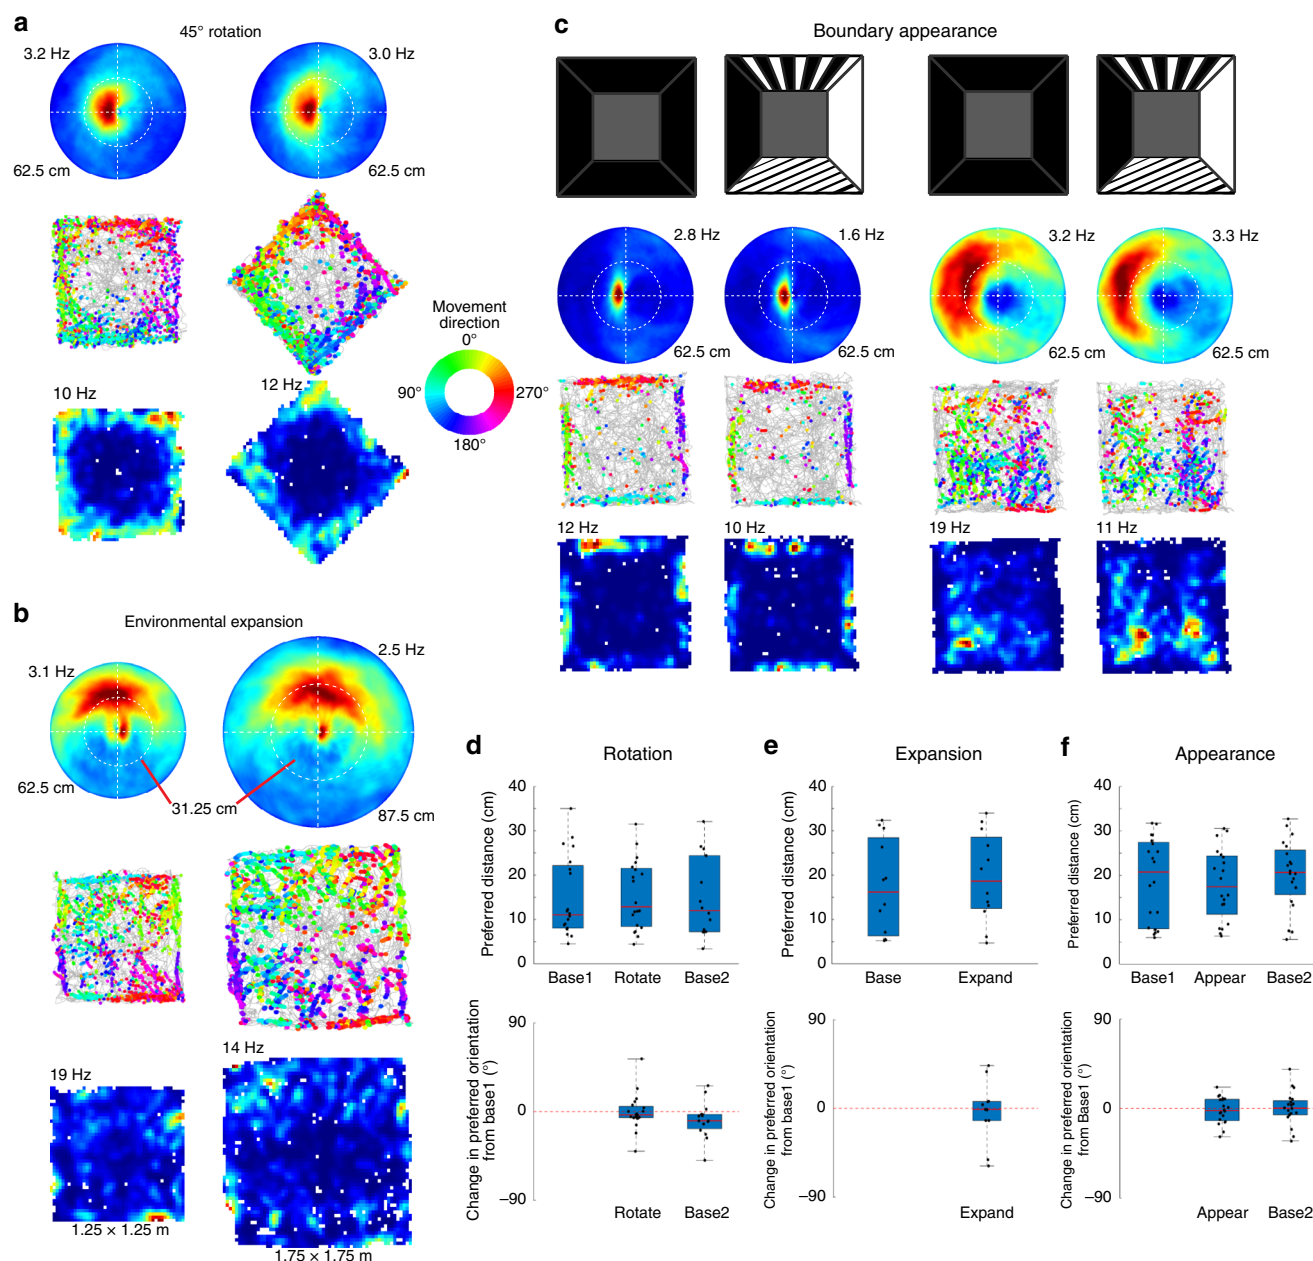 a
45° rotation
3.2 Hz
3.0 Hz
62.5 cm
62.5 cm
Movement
direction
0°
90°
270°
180°
10 Hz
12 Hz
b
Environmental expansion
3.1 Hz
2.5 Hz
62.5 cm
31.25 cm
87.5 cm
19 Hz
14 Hz
1.25 × 1.25 m
1.75 × 1.75 m
c
Boundary appearance
2.8 Hz
1.6 Hz
3.2 Hz
3.3 Hz
62.5 cm
62.5 cm
62.5 cm
62.5 cm
12 Hz
10 Hz
19 Hz
11 Hz
d
Rotation
Preferred distance (cm)
40
30
20
10
0
Base1
Rotate
Base2
Change in preferred orientation
from base1 (°)
90
0
−90
Rotate
Base2
e
Expansion
Preferred distance (cm)
40
30
20
10
0
Base
Expand
Change in preferred orientation
from base1 (°)
90
0
−90
Expand
f
Appearance
Preferred distance (cm)
40
30
20
10
0
Base1
Appear
Base2
Change in preferred orientation
from Base1 (°)
90
0
−90
Appear
Base2